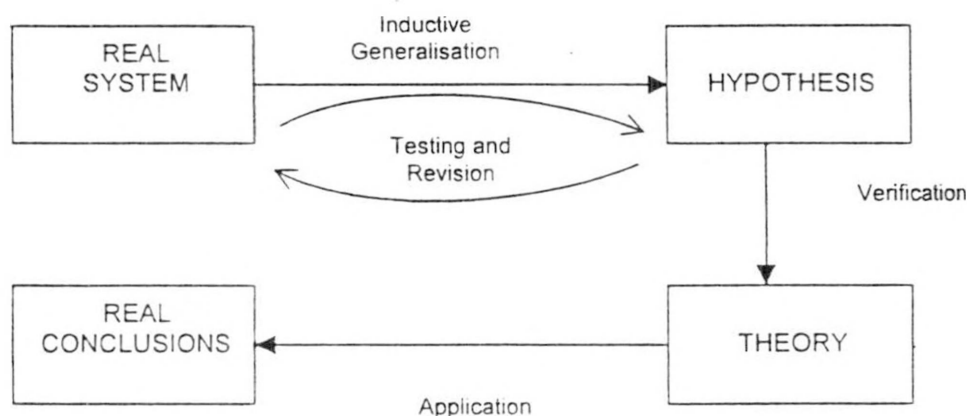 Inductive
Generalisation
REAL
SYSTEM
HYPOTHESIS
Testing and
Revision
Verification
REAL
CONCLUSIONS
THEORY
Application